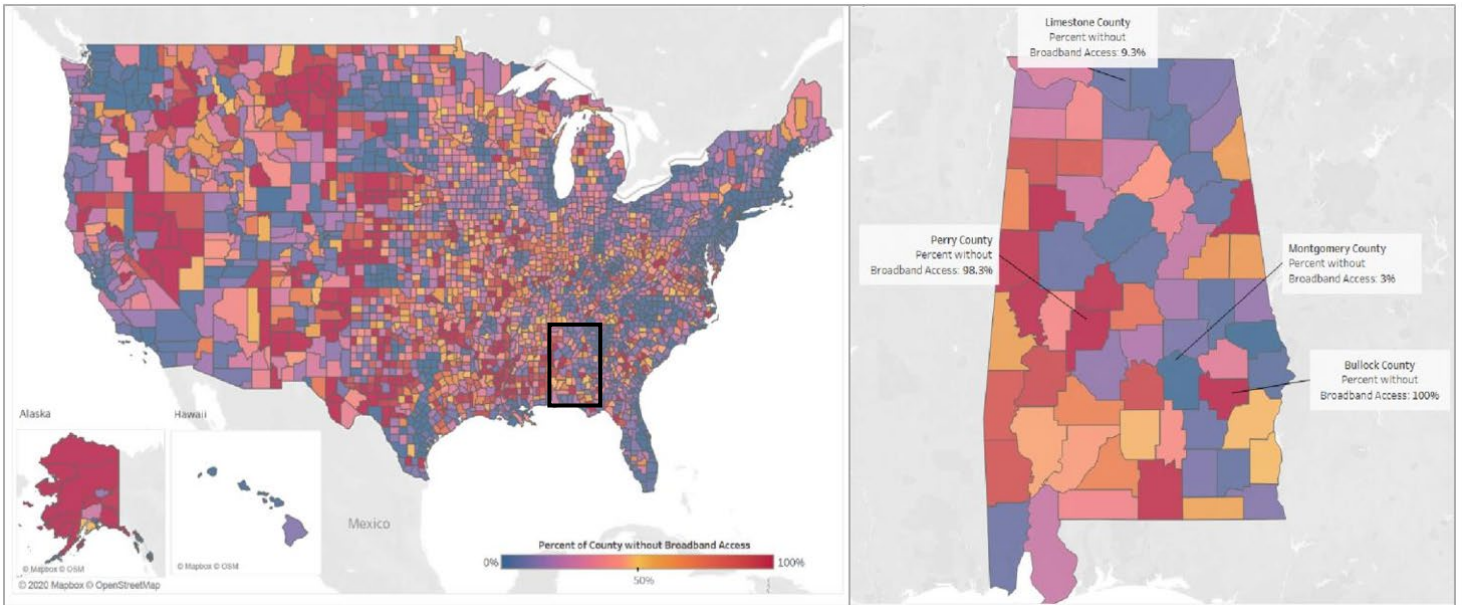 Alaska
Hawaii
Mexico
Percent of County without Broadband Access
0%
100%
50%
© Mapbox © OSM
© Mapbox © OSM
© 2020 Mapbox © OpenStreetMap
Limestone County
Percent without
Broadband Access: 9.3%
Perry County
Percent without
Broadband Access: 98.3%
Montgomery County
Percent without
Broadband Access: 3%
Bullock County
Percent without
Broadband Access: 100%